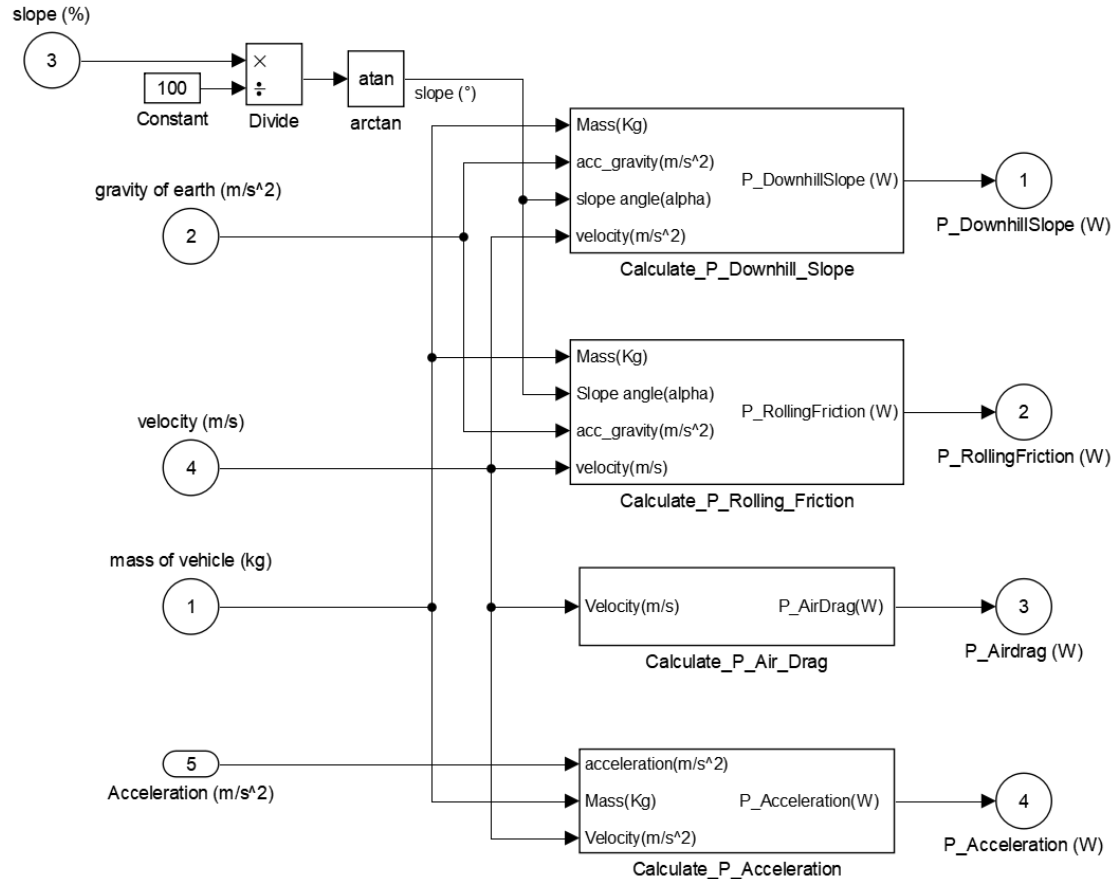 slope (%)
3
×
÷
Divide
100
Constant
atan
arctan
slope (°)
gravity of earth (m/s^2)
2
velocity (m/s)
4
mass of vehicle (kg)
1
5
Acceleration (m/s^2)
Mass(Kg)
acc_gravity(m/s^2)
slope angle(alpha)
velocity(m/s^2)
P_DownhillSlope (W)
Calculate_P_Downhill_Slope
1
P_DownhillSlope (W)
Mass(Kg)
Slope angle(alpha)
acc_gravity(m/s^2)
velocity(m/s)
P_RollingFriction (W)
Calculate_P_Rolling_Friction
2
P_RollingFriction (W)
Velocity(m/s)
P_AirDrag(W)
Calculate_P_Air_Drag
3
P_Airdrag (W)
acceleration(m/s^2)
Mass(Kg)
Velocity(m/s^2)
P_Acceleration(W)
Calculate_P_Acceleration
4
P_Acceleration (W)